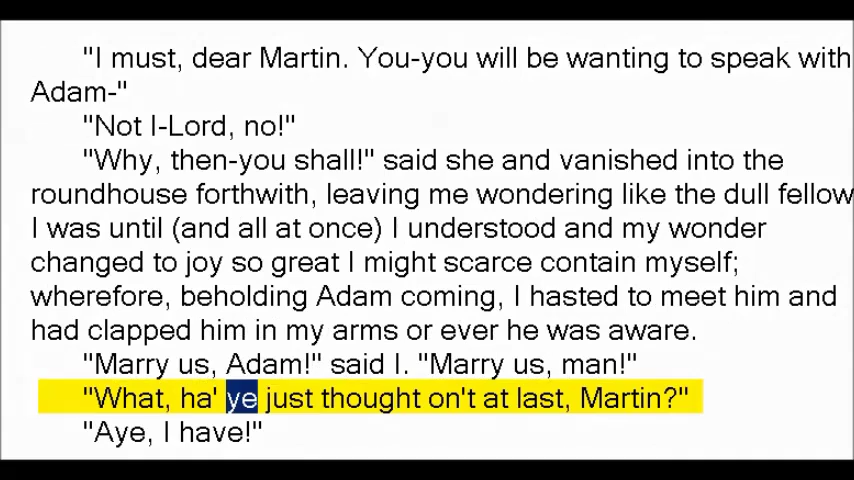 "I must, dear Martin. You-you will be wanting to speak with
Adam-"
"Not I-Lord, no!"
"Why, then-you shall!" said she and vanished into the
roundhouse forthwith, leaving me wondering like the dull fellow
I was until (and all at once) I understood and my wonder
changed to joy so great I might scarce contain myself;
wherefore, beholding Adam coming, I hasted to meet him and
had clapped him in my arms or ever he was aware.
"Marry us, Adam!" said I. "Marry us, man!"
"What, ha' ye just thought on't at last, Martin?"
"Aye, I have!"